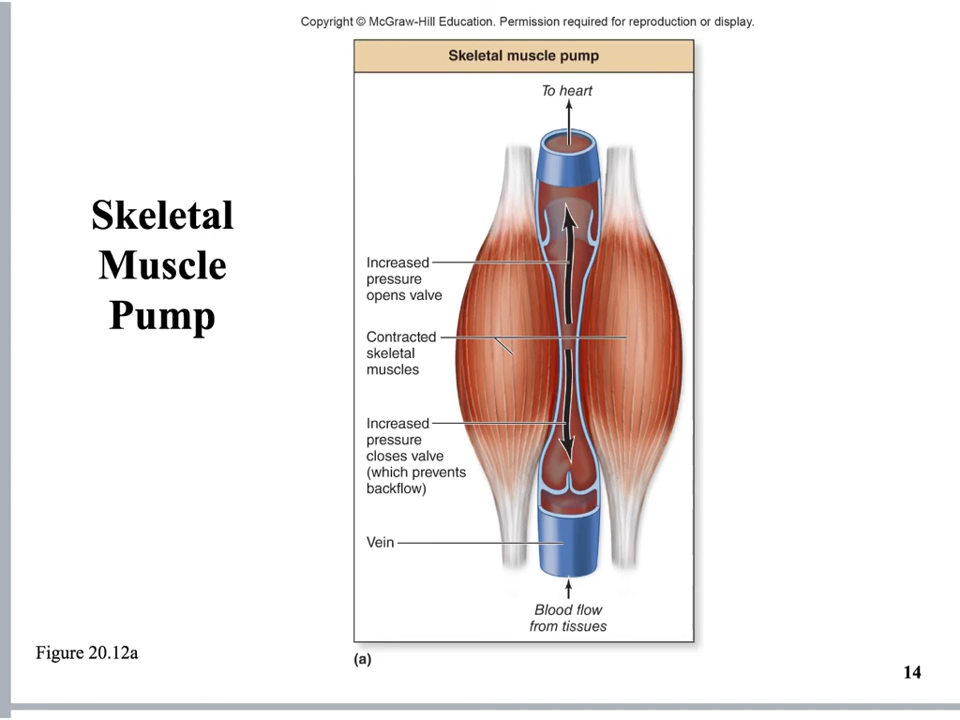 Copyright © McGraw-Hill Education. Permission required for reproduction or display.
Skeletal muscle pump
To heart
Skeletal
Muscle
Pump
Increased
pressure
opens valve
Contracted
skeletal
muscles
Increased
pressure
closes valve
(which prevents
backflow)
Vein
Blood flow
from tissues
Figure 20.12a
(a)
14